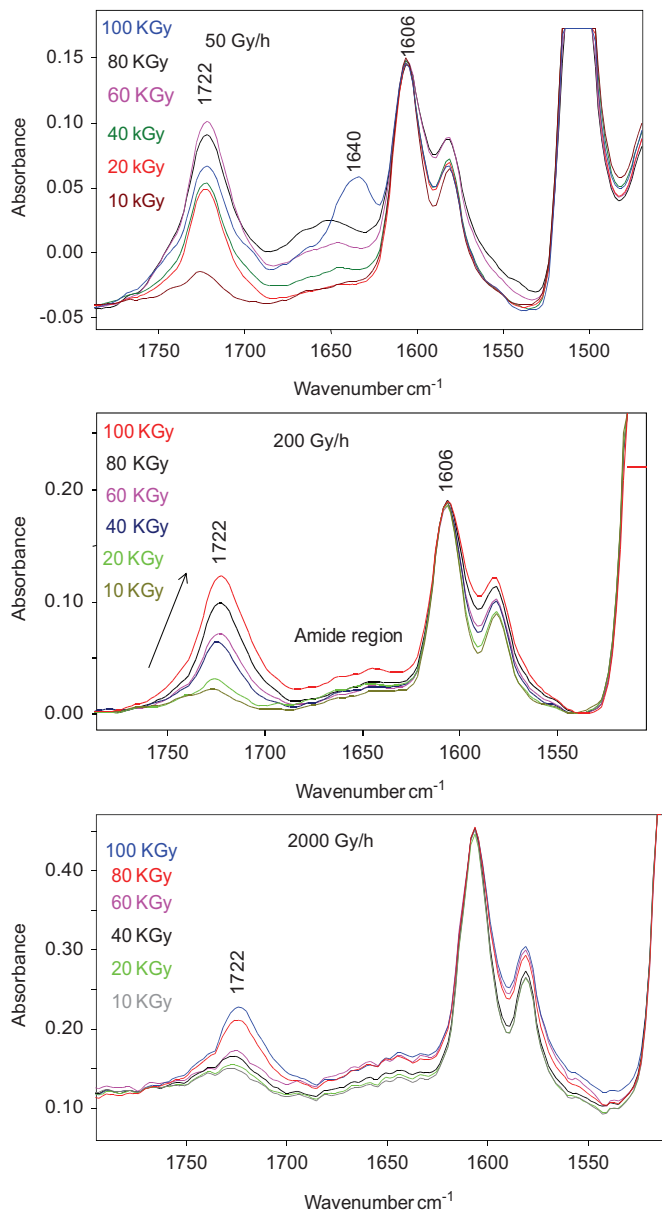 100 KGy
50 Gy/h
80 KGy
60 KGy
40 kGy
20 kGy
10 kGy
1722
1640
1606
0.15
0.10
0.05
0.00
-0.05
Absorbance
1750
1700
1650
1600
1550
1500
Wavenumber cm-1
100 KGy
200 Gy/h
80 KGy
60 KGy
40 KGy
20 KGy
10 KGy
1722
1606
Amide region
0.20
0.10
0.00
Absorbance
1750
1700
1650
1600
1550
Wavenumber cm-1
100 KGy
2000 Gy/h
80 KGy
60 KGy
40 KGy
20 KGy
10 KGy
1722
0.40
0.30
0.20
0.10
Absorbance
1750
1700
1650
1600
1550
Wavenumber cm-1